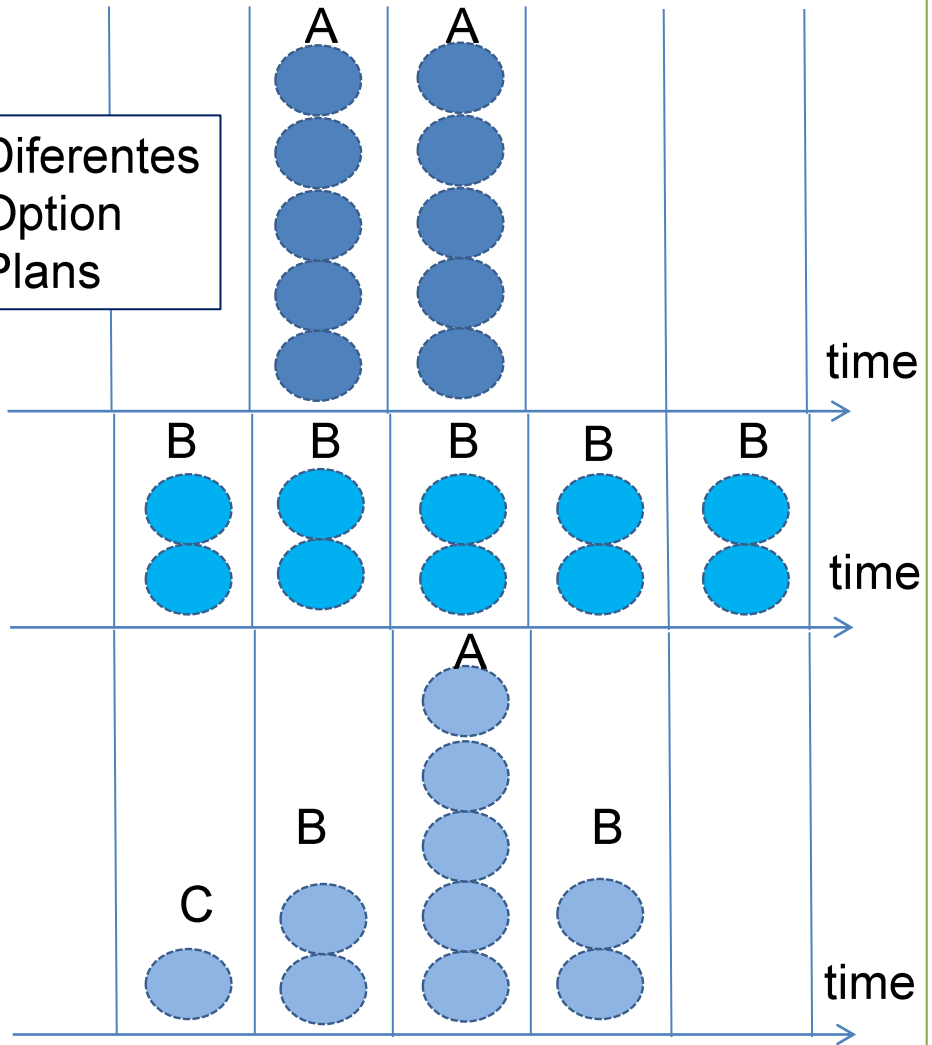 A A
Diferentes
Option
Plans
time
B B B B B
time
A
B B
C
time